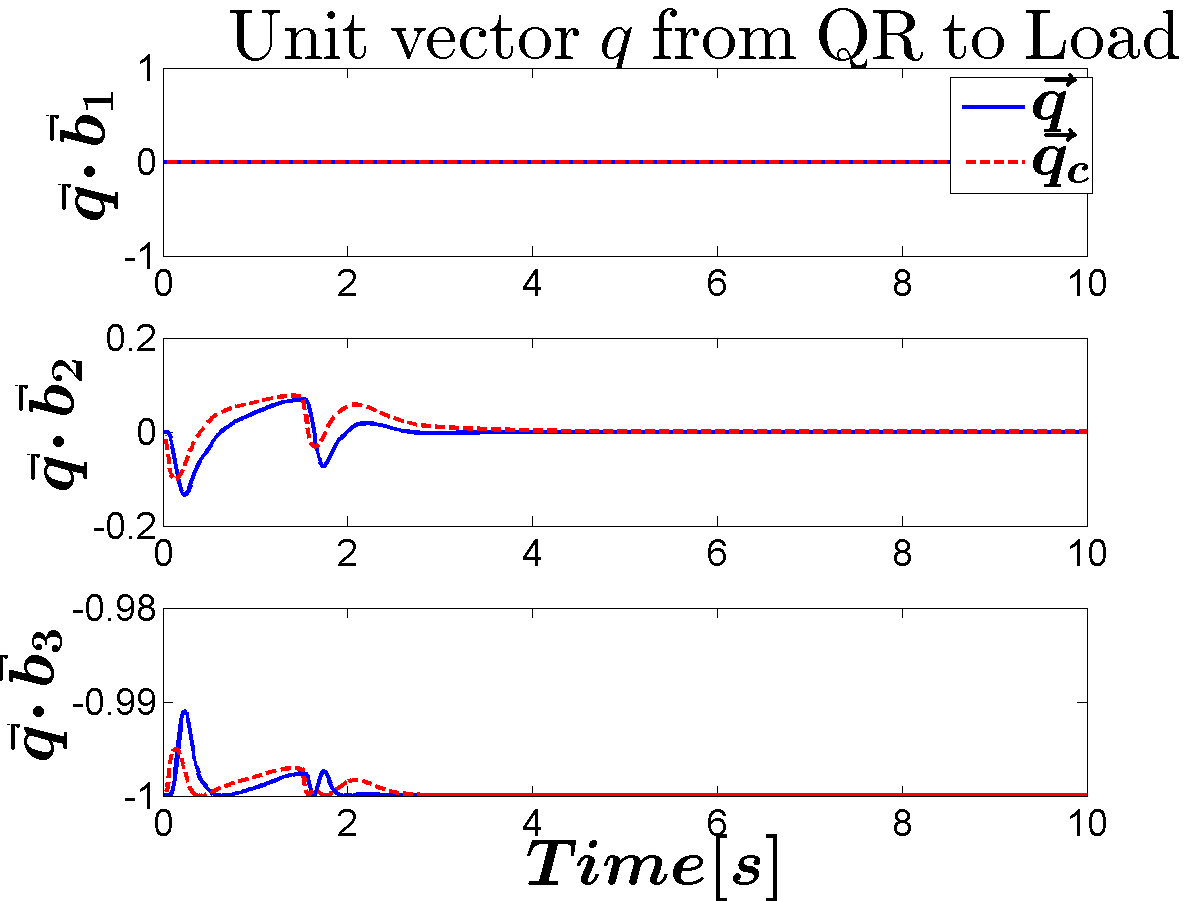 Unit vector q from QR to Load
1
0
-1
q̄ · b̄₁
0 2 4 6 8 10
q⃗
q⃗_c
0.2
0
-0.2
q̄ · b̄₂
0 2 4 6 8 10
-0.98
-0.99
-1
q̄ · b̄₃
0 2 4 6 8 10
Time[s]